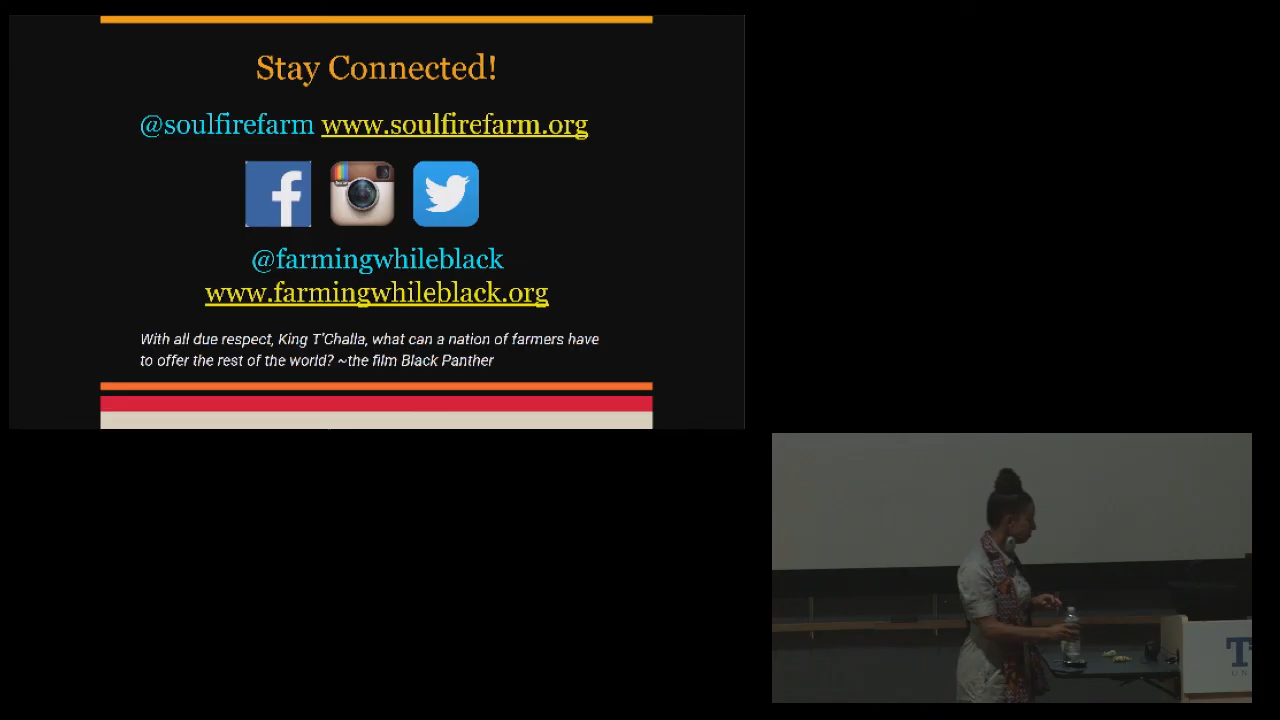 Stay Connected!
@soulfirefarm www.soulfirefarm.org
@farmingwhileblack
www.farmingwhileblack.org
With all due respect, King T'Challa, what can a nation of farmers have
to offer the rest of the world? ~the film Black Panther
T
UN